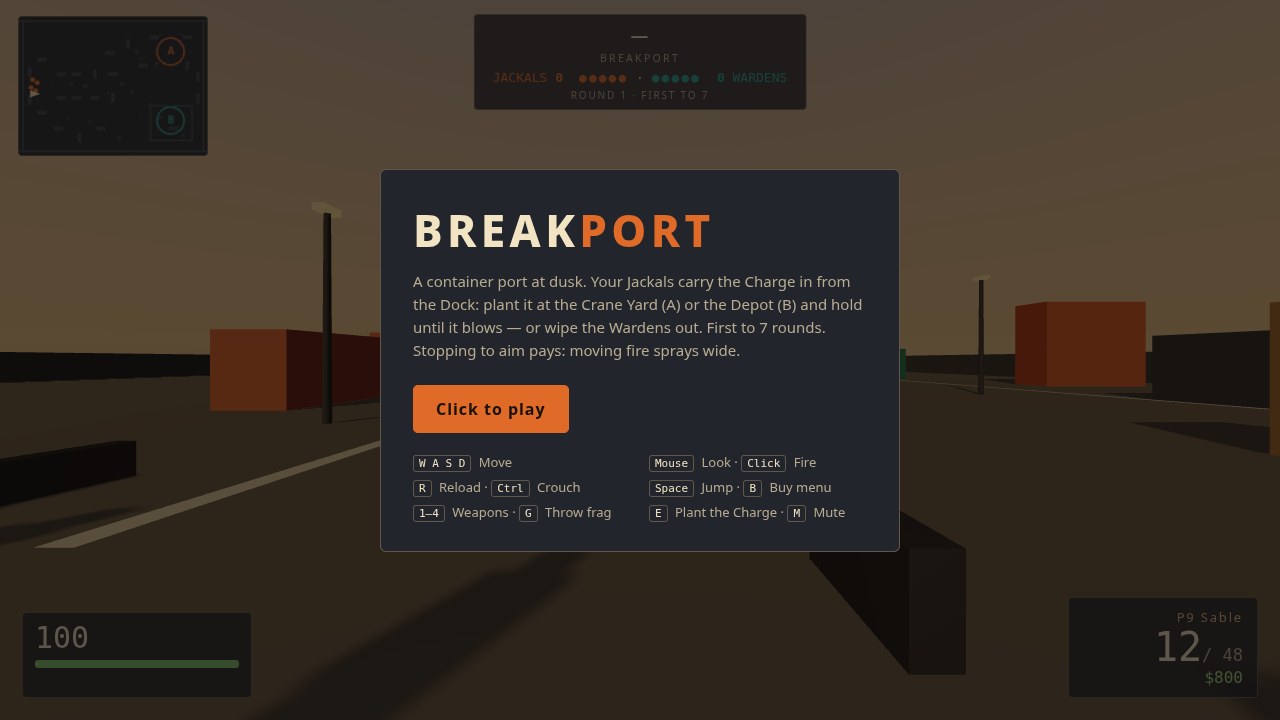 A
B
—
BREAKPORT
JACKALS 0 ●●●●● · ●●●●● 0 WARDENS
ROUND 1 · FIRST TO 7
BREAKPORT
A container port at dusk. Your Jackals carry the Charge in from
the Dock: plant it at the Crane Yard (A) or the Depot (B) and hold
until it blows — or wipe the Wardens out. First to 7 rounds.
Stopping to aim pays: moving fire sprays wide.
Click to play
W A S D Move
Mouse Look · Click Fire
R Reload · Ctrl Crouch
Space Jump · B Buy menu
1–4 Weapons · G Throw frag
E Plant the Charge · M Mute
100
P9 Sable
12 / 48
$800